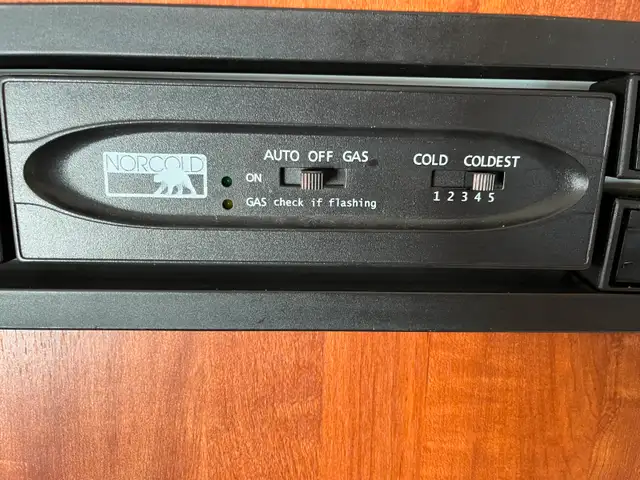 NORCOLD
AUTO OFF GAS
ON
GAS check if flashing
COLD COLDEST
1 2 3 4 5